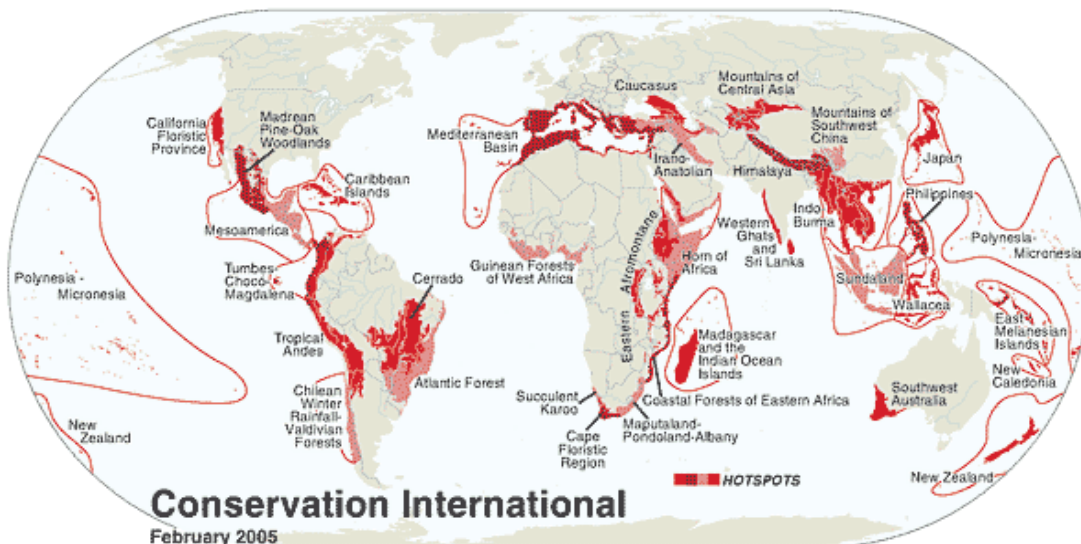 California
Floristic
Province
Madrean
Pine-Oak
Woodlands
Caribbean
Islands
Mesoamerica
Polynesia -
Micronesia
Tumbes-
Choco-
Magdalena
Tropical
Andes
Cerrado
Atlantic Forest
Chilean
Winter
Rainfall-
Valdivian
Forests
New
Zealand
Caucasus
Mediterranean
Basin
Irano-
Anatolian
Mountains of
Central Asia
Mountains of
Southwest
China
Himalaya
Japan
Philippines
Indo
Burma
Western
Ghats
and
Sri Lanka
Guinean Forests
of West Africa
Eastern Afromontane
Horn of
Africa
Sundaland
Wallacea
Polynesia -
Micronesia
East
Melanesian
Islands
New
Caledonia
Madagascar
and the
Indian Ocean
Islands
Coastal Forests of Eastern Africa
Succulent
Karoo
Cape
Floristic
Region
Maputaland-
Pondoland-Albany
Southwest
Australia
New Zealand
HOTSPOTS
Conservation International
February 2005